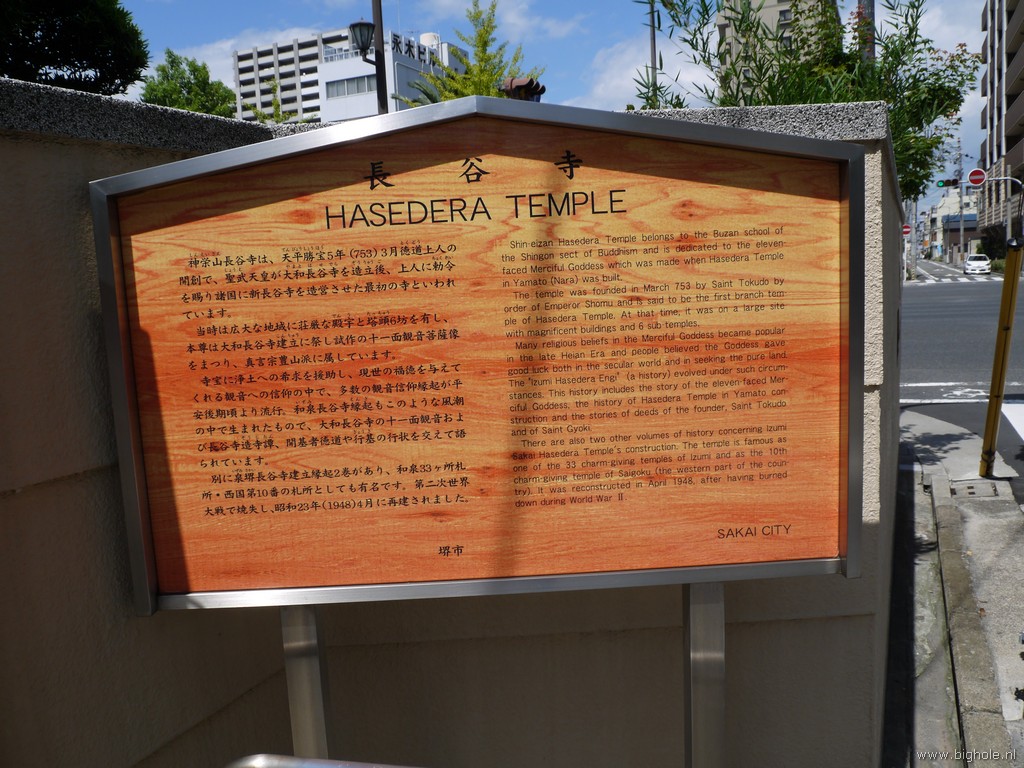 永木
長谷寺
HASEDERA TEMPLE
神栄山長谷寺は、天平勝宝5年(753)3月徳道上人の
開創で、聖武天皇が大和長谷寺を造立後、上人に勅令
を賜り諸国に新長谷寺を造営させた最初の寺といわれ
ています。
当時は広大な地域に荘厳な殿宇と塔頭6坊を有し、
本尊は大和長谷寺建立に祭し試作の十一面観音菩薩像
をまつり、真言宗豊山派に属しています。
寺宝に浄土への希求を援助し、現世の福徳を与えて
くれる観音への信仰の中で、多数の観音信仰縁起が平
安後期頃より流行。和泉長谷寺縁起もこのような風潮
の中で生まれたもので、大和長谷寺の十一面観音およ
び長谷寺造寺譚、開基者徳道や行基の行状を交えて語
られています。
別に泉堺長谷寺建立縁起2巻があり、和泉33ヶ所札
所・西国第10番の札所としても有名です。第二次世界
大戦で焼失し、昭和23年(1948)4月に再建されました。
堺市
Shin-eizan Hasedera Temple belongs to the Buzan school of
the Shingon sect of Buddhism and is dedicated to the eleven
faced Merciful Goddess which was made when Hasedera Temple
in Yamato (Nara) was built.
The temple was founded in March 753 by Saint Tokudo by
order of Emperor Shomu and is said to be the first branch tem
ple of Hasedera Temple. At that time, it was on a large site
with magnificent buildings and 6 sub temples.
Many religious beliefs in the Merciful Goddess became popular
in the late Heian Era and people believed the Goddess gave
good luck both in the secular world and in seeking the pure land.
The "Izumi Hasedera Engi" (a history) evolved under such circum-
stances. This history includes the story of the eleven faced Mer-
ciful Goddess, the history of Hasedera Temple in Yamato con
struction and the stories of deeds of the founder, Saint Tokudo
and of Saint Gyoki.
There are also two other volumes of history concerning Izumi
Sakai Hasedera Temple's construction. The temple is famous as
one of the 33 charm-giving temples of Izumi and as the 10th
charm-giving temple of Saigoku (the western part of the coun
try). It was reconstructed in April 1948, after having burned
down during World War II
SAKAI CITY
www.bighole.nl